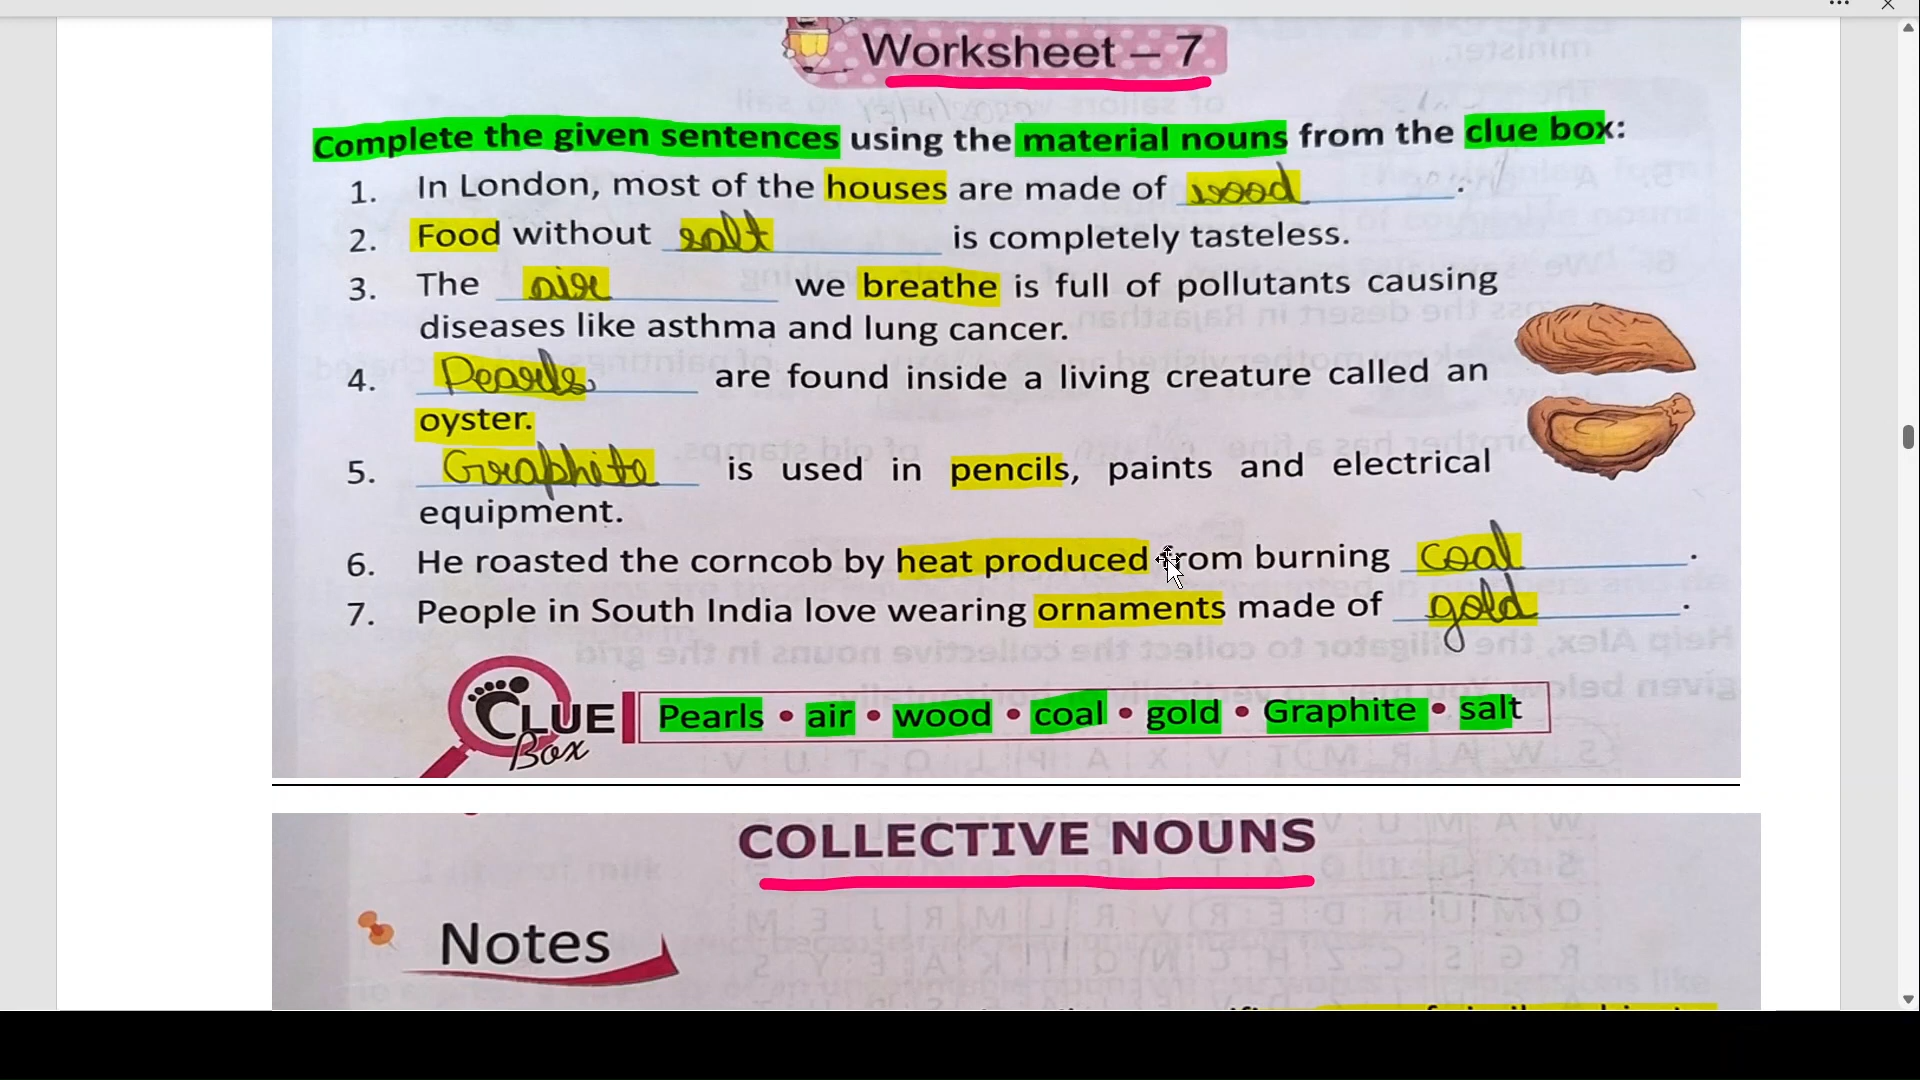 Worksheet – 7
Complete the given sentences using the material nouns from the clue box:
1. In London, most of the houses are made of wood.
2. Food without salt is completely tasteless.
3. The air we breathe is full of pollutants causing
diseases like asthma and lung cancer.
4. Pearls are found inside a living creature called an
oyster.
5. Graphite is used in pencils, paints and electrical
equipment.
6. He roasted the corncob by heat produced from burning coal.
7. People in South India love wearing ornaments made of gold.
CLUE Box
Pearls • air • wood • coal • gold • Graphite • salt
COLLECTIVE NOUNS
Notes